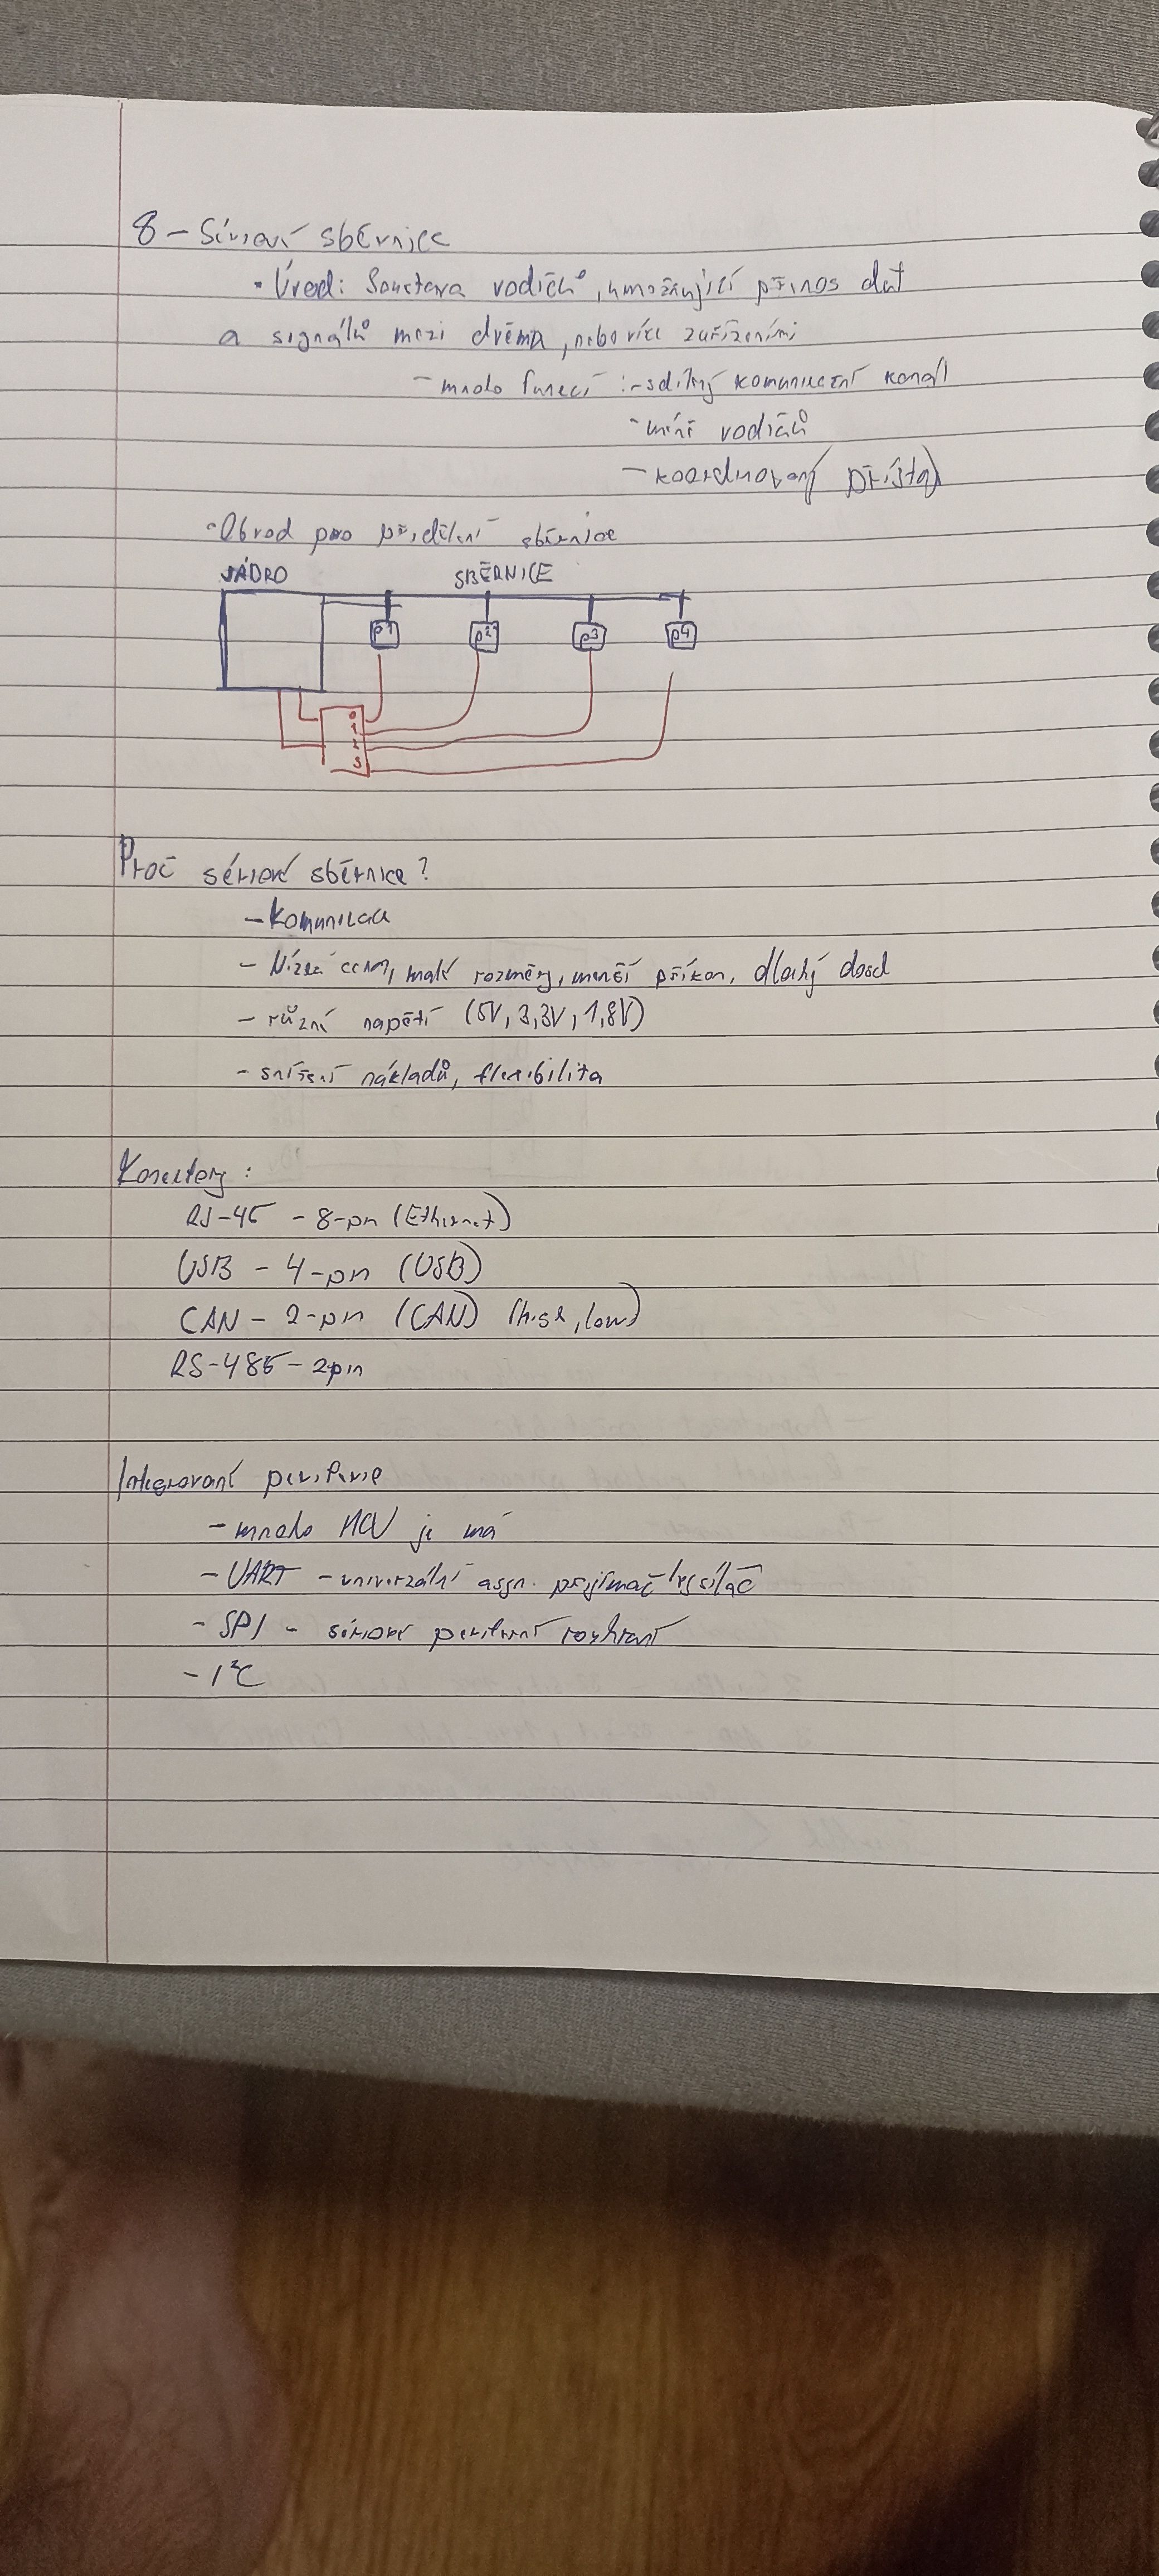 8 – Sériové sběrnice
• Úvod: Soustava vodičů, umožňující přenos dat
a signálů mezi dvěma, nebo více zařízeními
– mnoho funkcí : – sdílený komunikační kanál
– míň vodičů
– koordinovaný přístup
• Obvod pro přidělení sběrnice
JÁDRO SBĚRNICE
P1 P2 P3 P4
0
1
2
3
Proč sériové sběrnice?
– Komunikace
– Nízká cena, malé rozměry, menší příkon, dlouhý dosah
– různé napětí (5V, 3,3V, 1,8V)
– snížení nákladů, flexibilita
Konektory :
RJ-45 – 8-pin (Ethernet)
USB – 4-pin (USB)
CAN – 2-pin (CAN) (high, low)
RS-485 – 2pin
Integrované periferie
– mnoho MCU je má
– UART – univerzální asyn. přijímač/vysílač
– SPI – sériové periferní rozhraní
– I²C